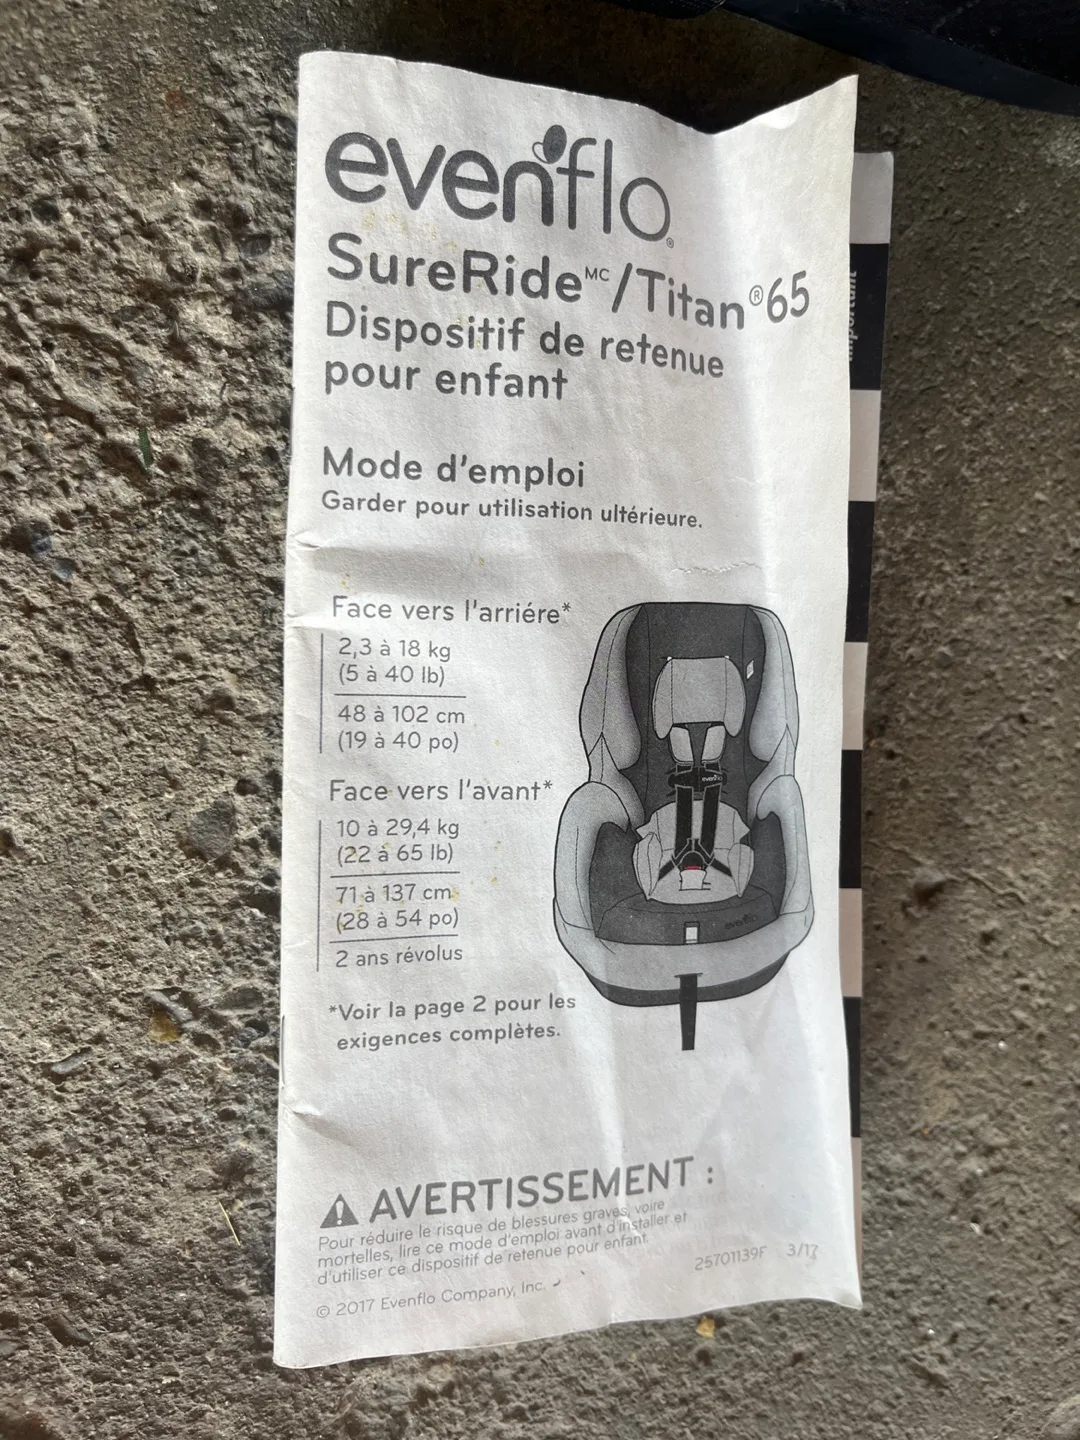 evenflo®
SureRideᴹᶜ/Titan®65
Dispositif de retenue
pour enfant
Mode d'emploi
Garder pour utilisation ultérieure.
Face vers l'arriére*
2,3 à 18 kg
(5 à 40 lb)
48 à 102 cm
(19 à 40 po)
Face vers l'avant*
10 à 29,4 kg
(22 à 65 lb)
71 à 137 cm
(28 à 54 po)
2 ans révolus
*Voir la page 2 pour les
exigences complètes.
evenflo
evenflo
AVERTISSEMENT :
Pour réduire le risque de blessures graves, voire
mortelles, lire ce mode d'emploi avant d'installer et
d'utiliser ce dispositif de retenue pour enfant.
25701139F 3/17
© 2017 Evenflo Company, Inc.